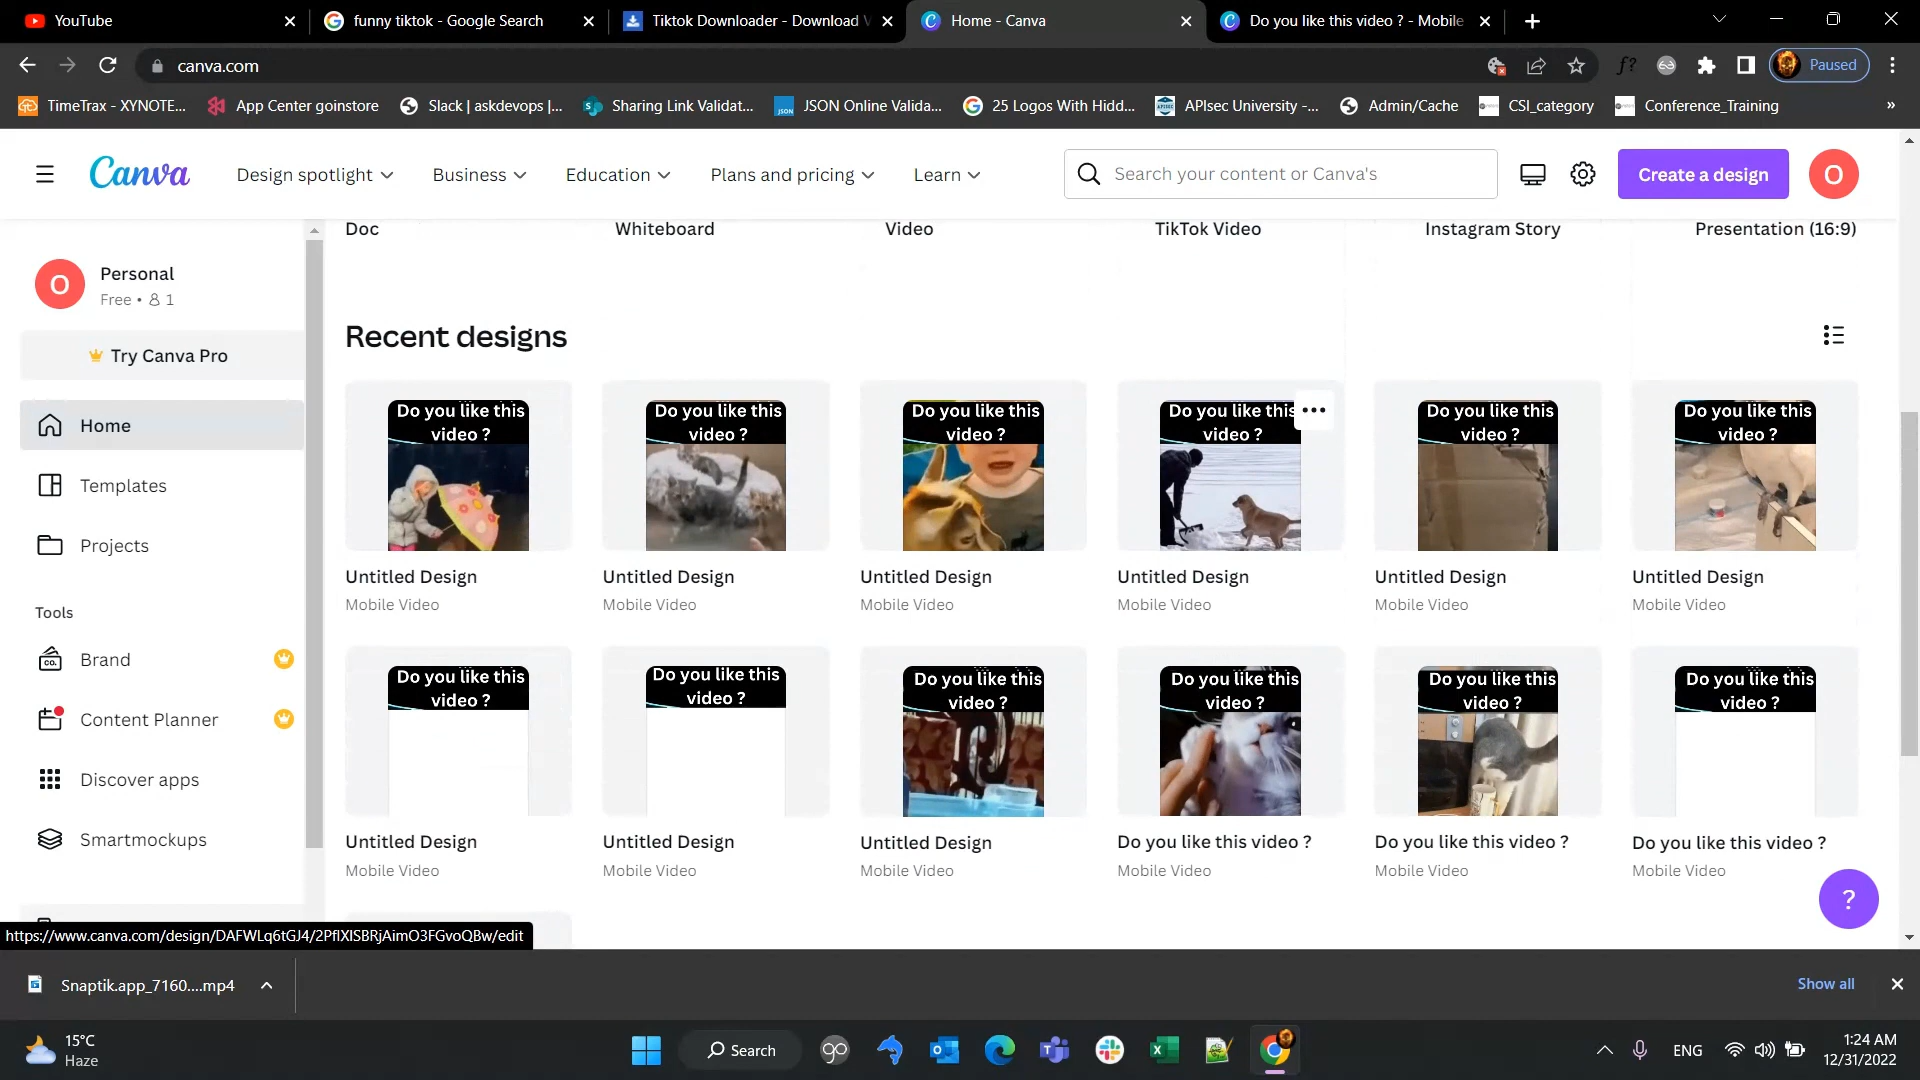 YouTube
funny tiktok - Google Search
Tiktok Downloader - Download
Home - Canva
Do you like this video ? - Mobile
canva.com
Paused
TimeTrax - XYNOTE...
App Center goinstore
Slack | askdevops |...
Sharing Link Validat...
JSON Online Valida...
25 Logos With Hidd...
APIsec University -...
Admin/Cache
CSI_category
Conference_Training
Canva
Design spotlight
Business
Education
Plans and pricing
Learn
Search your content or Canva's
Create a design
O
O
Personal
Free • 1
Try Canva Pro
Home
Templates
Projects
Tools
Brand
Content Planner
Discover apps
Smartmockups
Doc
Whiteboard
Video
TikTok Video
Instagram Story
Presentation (16:9)
Recent designs
Do you like this
video ?
Do you like this
video ?
Do you like this
video ?
Do you like this
video ?
Do you like this
video ?
Do you like this
video ?
Untitled Design
Mobile Video
Untitled Design
Mobile Video
Untitled Design
Mobile Video
Untitled Design
Mobile Video
Untitled Design
Mobile Video
Untitled Design
Mobile Video
Do you like this
video ?
Do you like this
video ?
Do you like this
video ?
Do you like this
video ?
Do you like this
video ?
Do you like this
video ?
Untitled Design
Mobile Video
Untitled Design
Mobile Video
Untitled Design
Mobile Video
Do you like this video ?
Mobile Video
Do you like this video ?
Mobile Video
Do you like this video ?
Mobile Video
?
https://www.canva.com/design/DAFWLq6tGJ4/2PflXISBRjAimO3FGvoQBw/edit
Snaptik.app_7160....mp4
Show all
15°C
Haze
Search
ENG
1:24 AM
12/31/2022